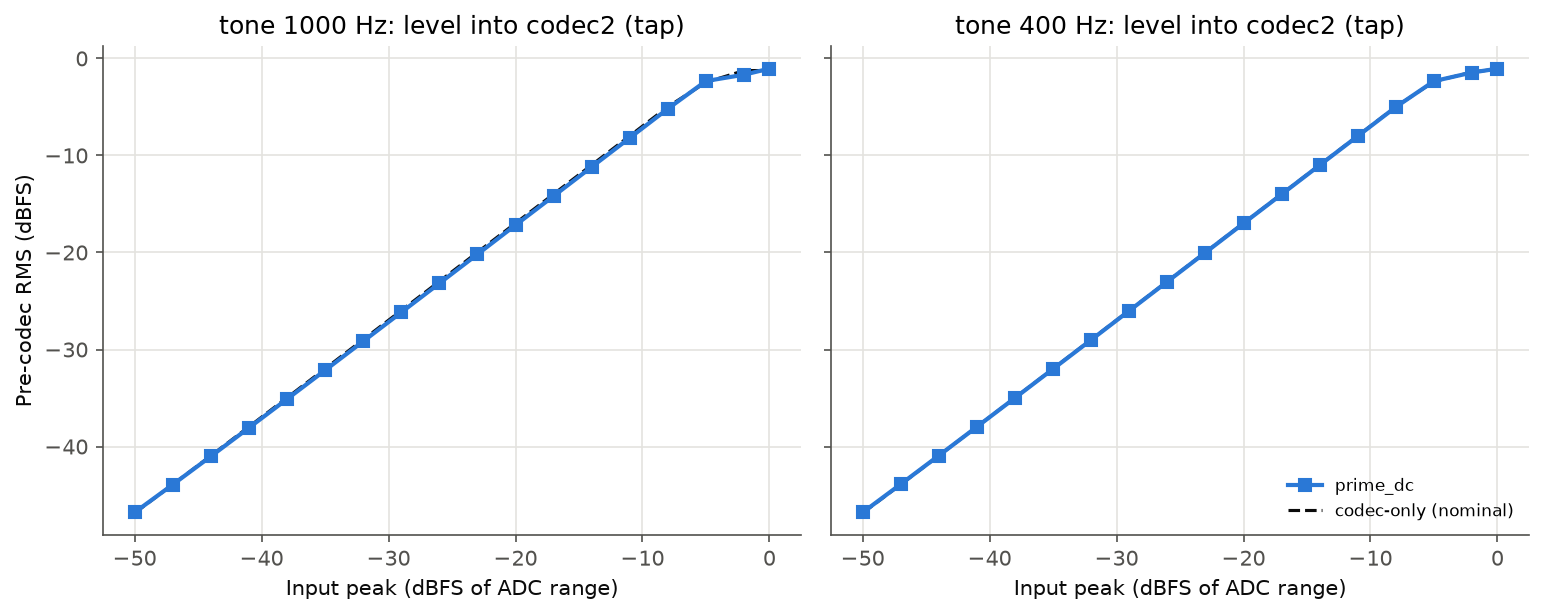 tone 1000 Hz: level into codec2 (tap)
tone 400 Hz: level into codec2 (tap)
Pre-codec RMS (dBFS)
0
−10
−20
−30
−40
−50
−40
−30
−20
−10
0
Input peak (dBFS of ADC range)
−50
−40
−30
−20
−10
0
Input peak (dBFS of ADC range)
prime_dc
codec-only (nominal)